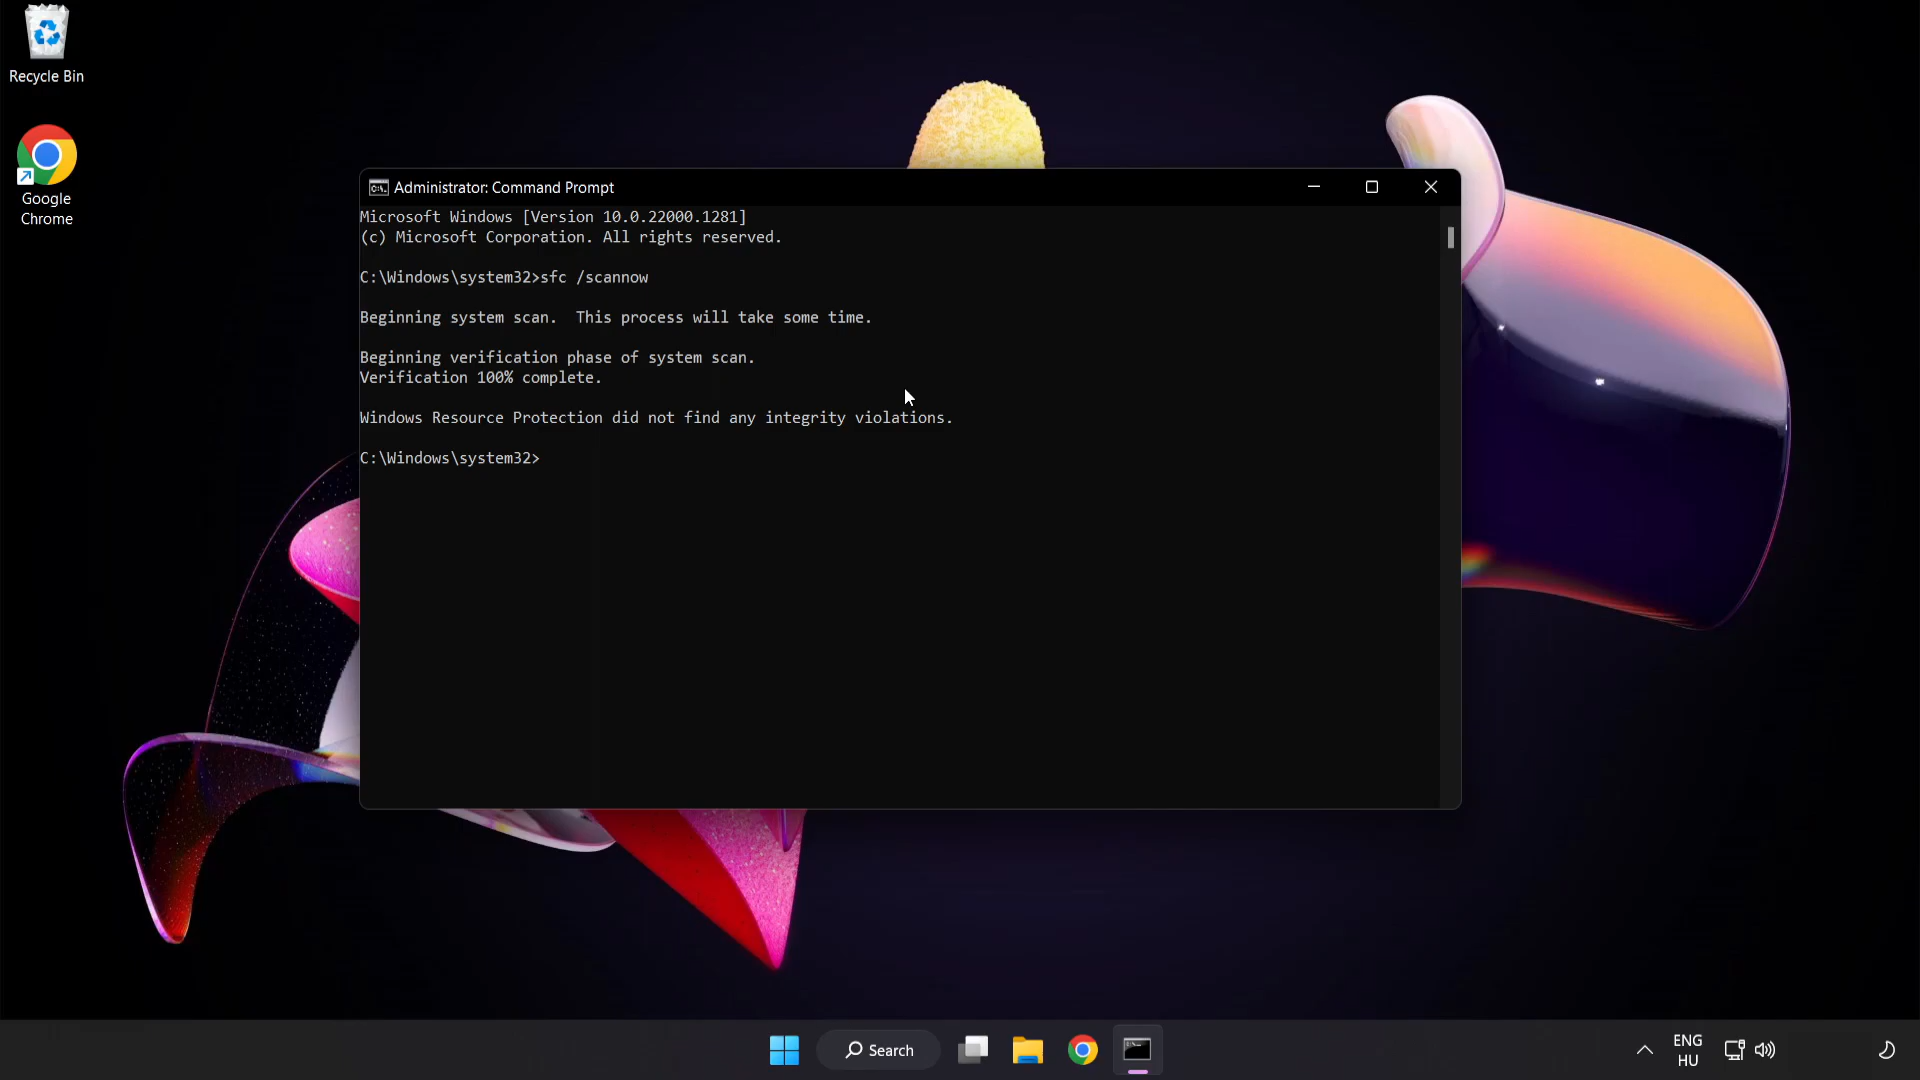 Recycle Bin
Google
Chrome
Administrator: Command Prompt
Microsoft Windows [Version 10.0.22000.1281]
(c) Microsoft Corporation. All rights reserved.
C:\Windows\system32>sfc /scannow
Beginning system scan.  This process will take some time.
Beginning verification phase of system scan.
Verification 100% complete.
Windows Resource Protection did not find any integrity violations.
C:\Windows\system32>
Search
ENG
HU